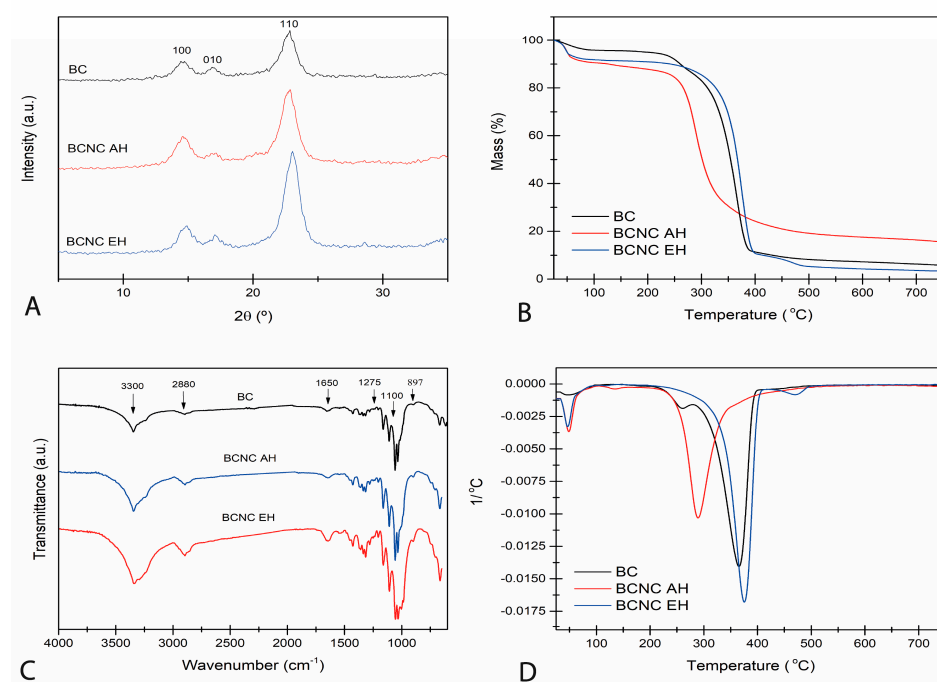 110
100
010
BC
BCNC AH
BCNC EH
Intensity (a.u.)
10
20
30
2θ (º)
A
100
80
60
40
20
0
Mass (%)
BC
BCNC AH
BCNC EH
100
200
300
400
500
600
700
Temperature (°C)
B
3300
2880
1650
1275
897
1100
BC
BCNC AH
BCNC EH
Transmittance (a.u.)
4000
3500
3000
2500
2000
1500
1000
Wavenumber (cm⁻¹)
C
0.0000
-0.0025
-0.0050
-0.0075
-0.0100
-0.0125
-0.0150
-0.0175
1/°C
BC
BCNC AH
BCNC EH
100
200
300
400
500
600
700
Temperature (°C)
D